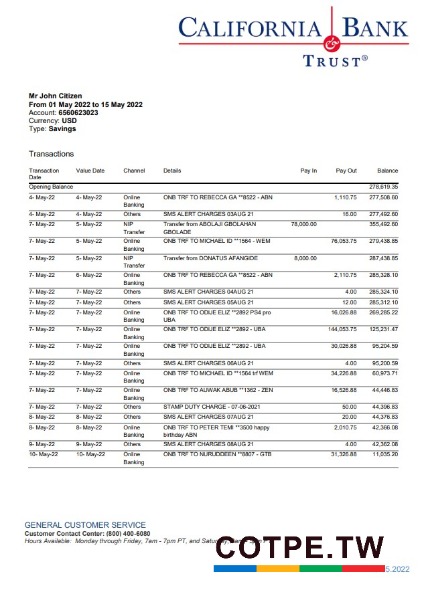 CALIFORNIA BANK
&
TRUST®
Mr John Citizen
From 01 May 2022 to 15 May 2022
Account: 6560623023
Currency: USD
Type: Savings
Transactions
Transaction Date Value Date Channel Details Pay In Pay Out Balance
Opening Balance 278,619.35
4- May-22 4- May-22 Online Banking ONB TRF TO REBECCA GA **8522 - ABN 1,110.75 277,508.60
4- May-22 4- May-22 Others SMS ALERT CHARGES 03AUG 21 16.00 277,492.60
7- May-22 5- May-22 NIP Transfer Transfer from ABOLAJI GBOLAHAN GBOLADE 78,000.00 355,492.60
7- May-22 5- May-22 Online Banking ONB TRF TO MICHAEL ID **1564 - WEM 76,053.75 279,438.85
7- May-22 5- May-22 NIP Transfer Transfer from DONATUS AFANGIDE 8,000.00 287,438.85
7- May-22 6- May-22 Online Banking ONB TRF TO REBECCA GA **8522 - ABN 2,110.75 285,328.10
7- May-22 5- May-22 Others SMS ALERT CHARGES 04AUG 21 4.00 285,324.10
7- May-22 7- May-22 Others SMS ALERT CHARGES 05AUG 21 12.00 285,312.10
7- May-22 7- May-22 Online Banking ONB TRF TO ODUE ELIZ **2892 PS4 pro UBA 16,026.88 269,285.22
7- May-22 7- May-22 Online Banking ONB TRF TO ODUE ELIZ **2892 - UBA 144,053.75 125,231.47
7- May-22 7- May-22 Online Banking ONB TRF TO ODUE ELIZ **2892 - UBA 30,026.88 95,204.59
7- May-22 7- May-22 Others SMS ALERT CHARGES 06AUG 21 4.00 95,200.59
7- May-22 7- May-22 Online Banking ONB TRF TO MICHAEL ID **1564 trf WEM 34,226.88 60,973.71
7- May-22 7- May-22 Online Banking ONB TRF TO AUWAK ABUB **1362 - ZEN 16,526.88 44,446.83
7- May-22 7- May-22 Others STAMP DUTY CHARGE - 07-06-2021 50.00 44,396.83
8- May-22 8- May-22 Others SMS ALERT CHARGES 07AUG 21 20.00 44,376.83
8- May-22 8- May-22 Online Banking ONB TRF TO PETER TEMI **3500 happy birthday ABN 2,010.75 42,366.08
9- May-22 9- May-22 Others SMS ALERT CHARGES 08AUG 21 4.00 42,362.08
10- May-22 10- May-22 Online Banking ONB TRF TO NURUDDEEN **8807 - GTB 31,326.88 11,035.20
GENERAL CUSTOMER SERVICE
Customer Contact Center: (800) 400-6080
Hours Available: Monday through Friday, 7am - 7pm PT, and
COTPE.TW
5.2022